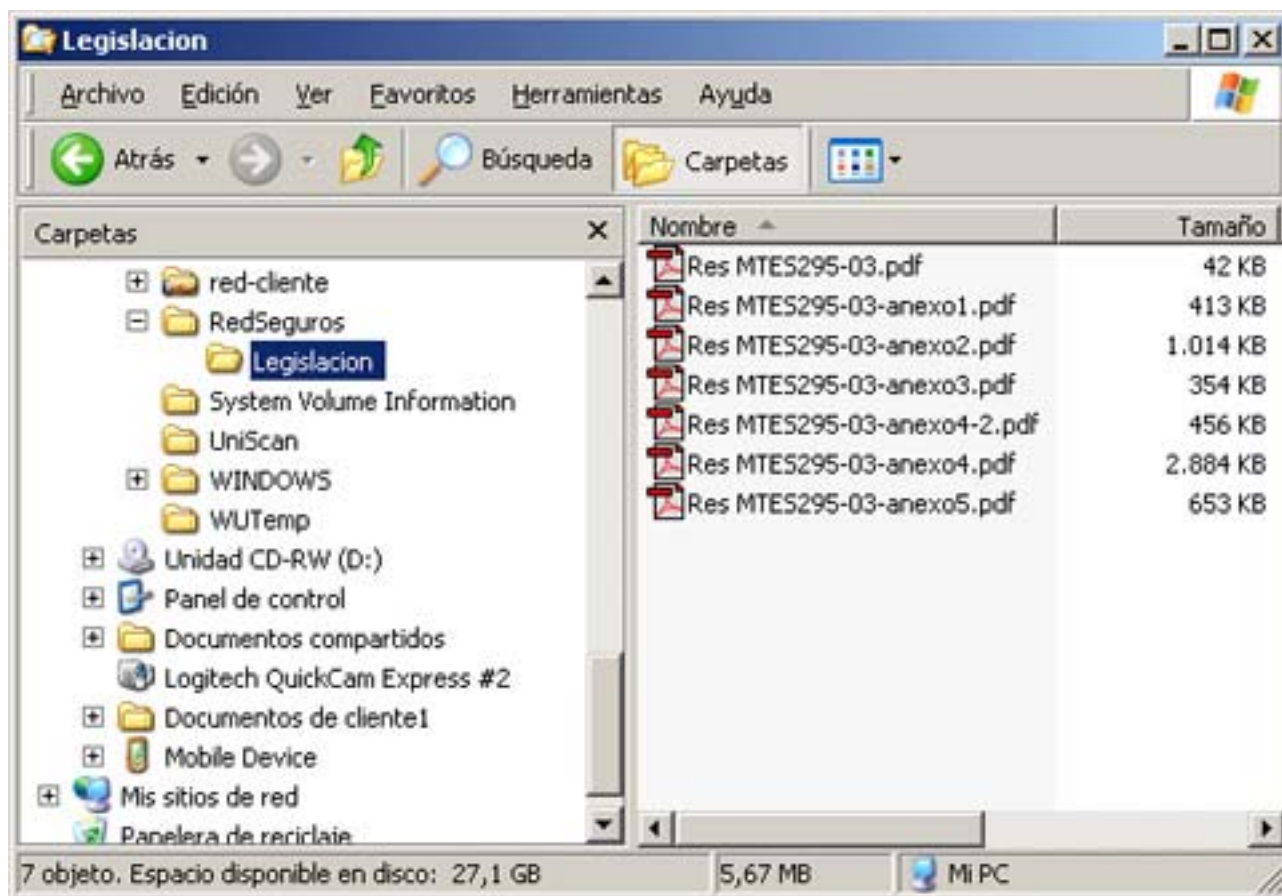 Legislacion
Archivo Edición Ver Favoritos Herramientas Ayuda
Atrás Búsqueda Carpetas
Carpetas
red-cliente
RedSeguros
Legislacion
System Volume Information
UniScan
WINDOWS
WUTemp
Unidad CD-RW (D:)
Panel de control
Documentos compartidos
Logitech QuickCam Express #2
Documentos de cliente1
Mobile Device
Mis sitios de red
Papelera de reciclaje
Nombre Tamaño
Res MTES295-03.pdf 42 KB
Res MTES295-03-anexo1.pdf 413 KB
Res MTES295-03-anexo2.pdf 1.014 KB
Res MTES295-03-anexo3.pdf 354 KB
Res MTES295-03-anexo4-2.pdf 456 KB
Res MTES295-03-anexo4.pdf 2.884 KB
Res MTES295-03-anexo5.pdf 653 KB
7 objeto. Espacio disponible en disco: 27,1 GB 5,67 MB Mi PC